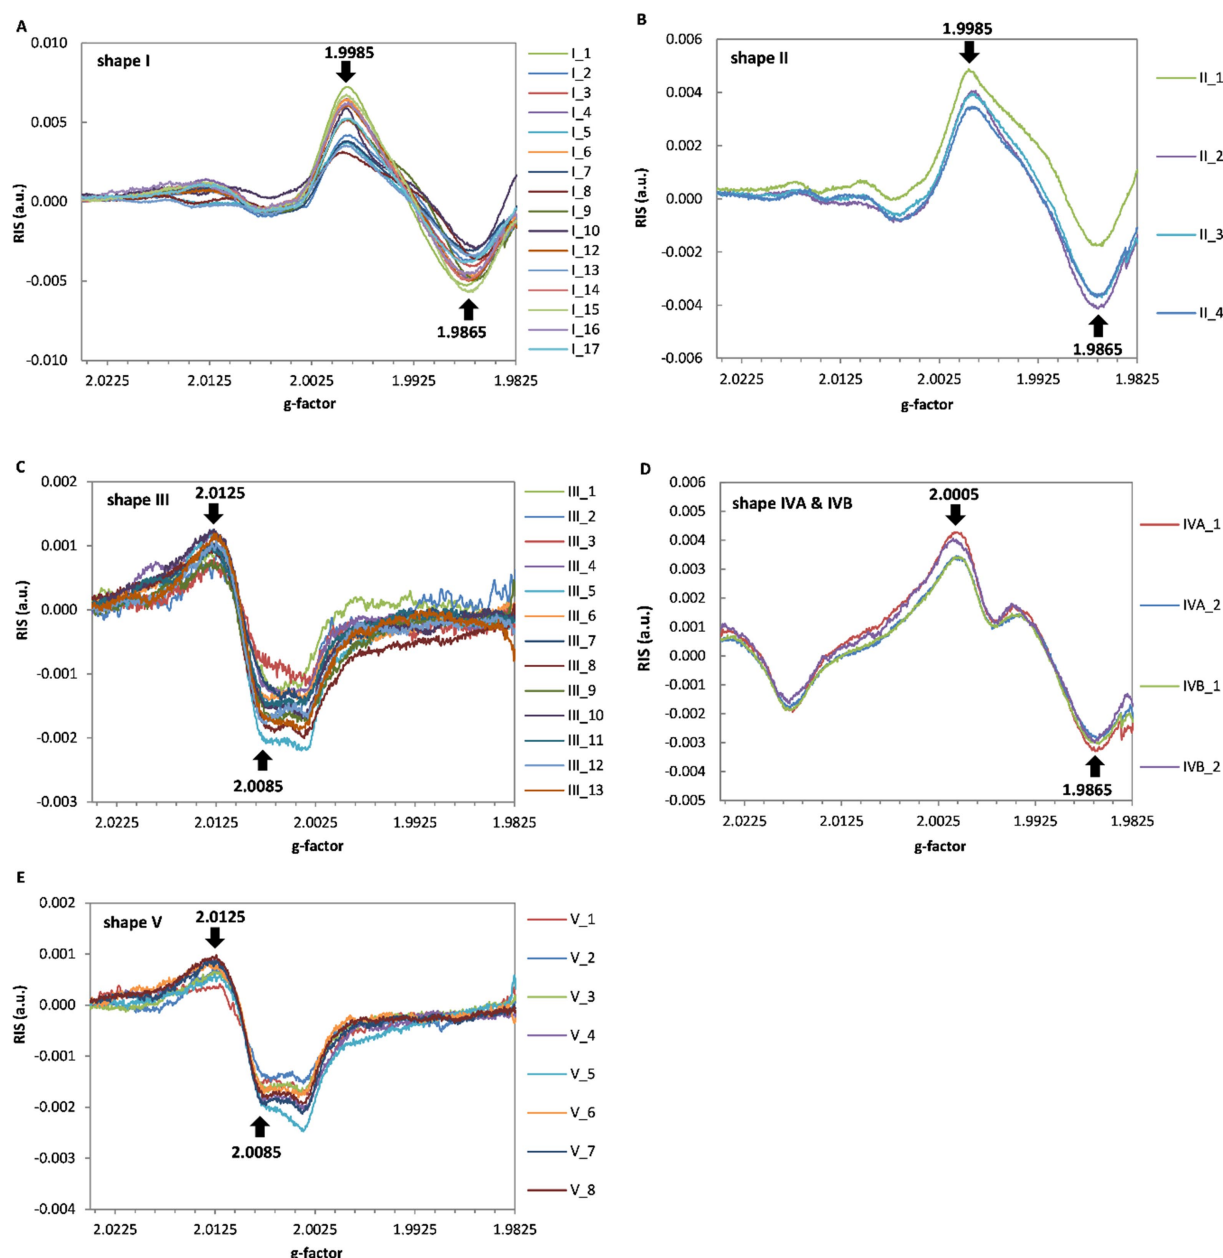 A
0.010
0.005
0.000
-0.005
-0.010
RIS (a.u.)
shape I
1.9985
1.9865
2.0225 2.0125 2.0025 1.9925 1.9825
g-factor
I_1
I_2
I_3
I_4
I_5
I_6
I_7
I_8
I_9
I_10
I_12
I_13
I_14
I_15
I_16
I_17
B
0.006
0.004
0.002
0.000
-0.002
-0.004
-0.006
RIS (a.u.)
shape II
1.9985
1.9865
2.0225 2.0125 2.0025 1.9925 1.9825
g-factor
II_1
II_2
II_3
II_4
C
0.002
0.001
0.000
-0.001
-0.002
-0.003
RIS (a.u.)
shape III
2.0125
2.0085
2.0225 2.0125 2.0025 1.9925 1.9825
g-factor
III_1
III_2
III_3
III_4
III_5
III_6
III_7
III_8
III_9
III_10
III_11
III_12
III_13
D
0.006
0.005
0.004
0.003
0.002
0.001
0.000
-0.001
-0.002
-0.003
-0.004
-0.005
RIS (a.u.)
shape IVA & IVB
2.0005
1.9865
2.0225 2.0125 2.0025 1.9925 1.9825
g-factor
IVA_1
IVA_2
IVB_1
IVB_2
E
0.002
0.001
0.000
-0.001
-0.002
-0.003
-0.004
RIS (a.u.)
shape V
2.0125
2.0085
2.0225 2.0125 2.0025 1.9925 1.9825
g-factor
V_1
V_2
V_3
V_4
V_5
V_6
V_7
V_8